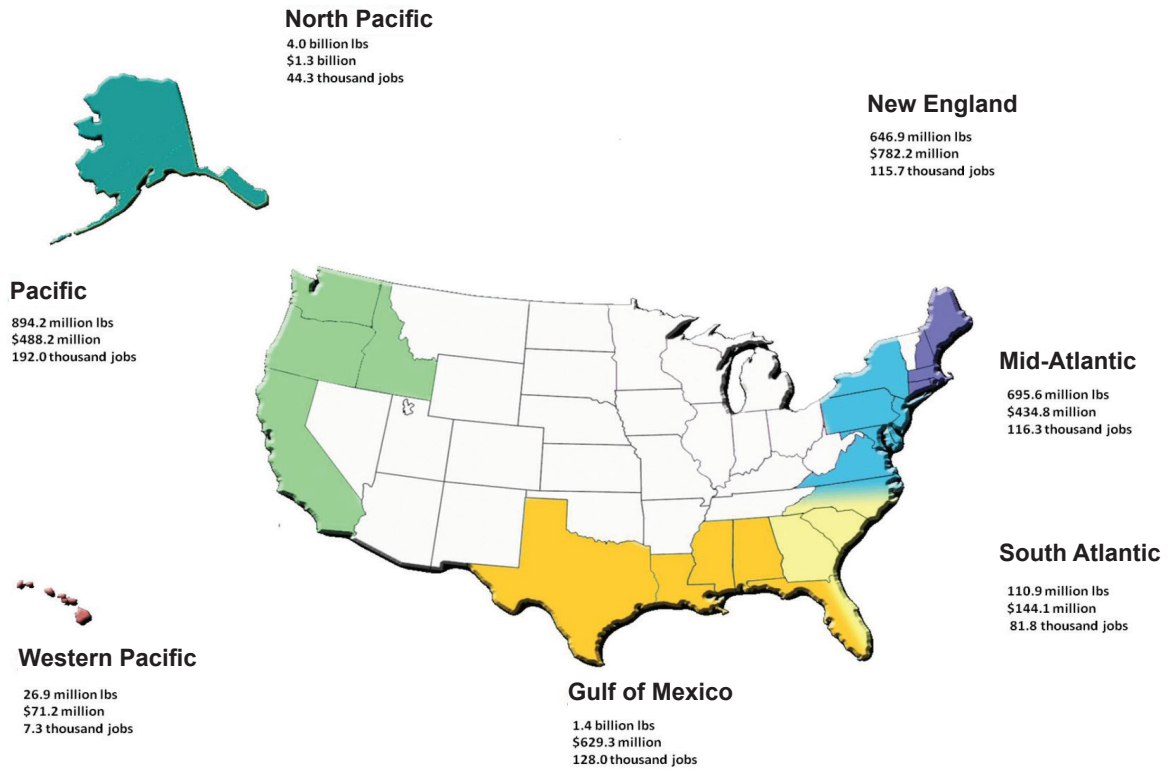 North Pacific
4.0 billion lbs
$1.3 billion
44.3 thousand jobs
New England
646.9 million lbs
$782.2 million
115.7 thousand jobs
Pacific
894.2 million lbs
$488.2 million
192.0 thousand jobs
Mid-Atlantic
695.6 million lbs
$434.8 million
116.3 thousand jobs
South Atlantic
110.9 million lbs
$144.1 million
81.8 thousand jobs
Western Pacific
26.9 million lbs
$71.2 million
7.3 thousand jobs
Gulf of Mexico
1.4 billion lbs
$629.3 million
128.0 thousand jobs